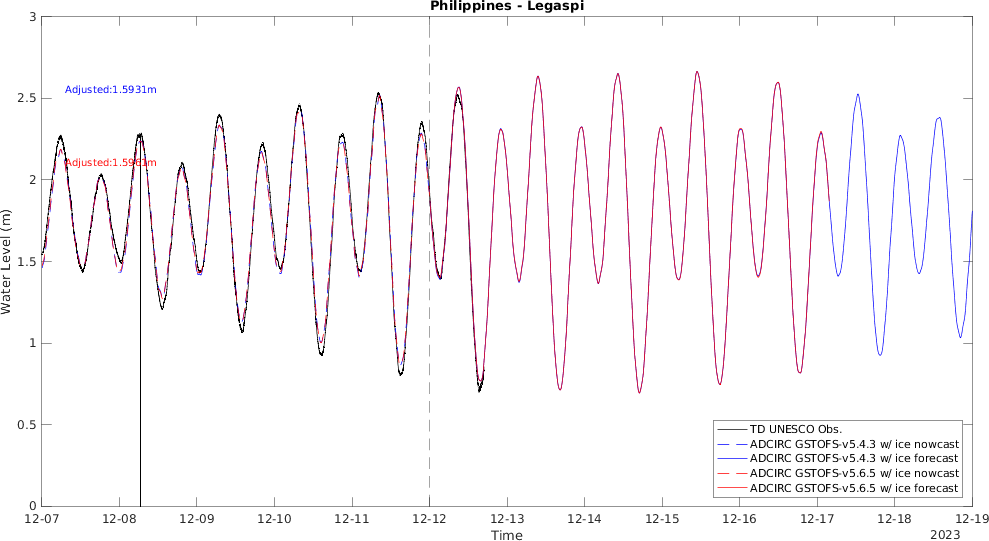 Philippines - Legaspi
Water Level (m)
3
2.5
2
1.5
1
0.5
0
Adjusted:1.5931m
Adjusted:1.5961m
TD UNESCO Obs.
ADCIRC GSTOFS-v5.4.3 w/ ice nowcast
ADCIRC GSTOFS-v5.4.3 w/ ice forecast
ADCIRC GSTOFS-v5.6.5 w/ ice nowcast
ADCIRC GSTOFS-v5.6.5 w/ ice forecast
12-07 12-08 12-09 12-10 12-11 12-12 12-13 12-14 12-15 12-16 12-17 12-18 12-19
Time
2023